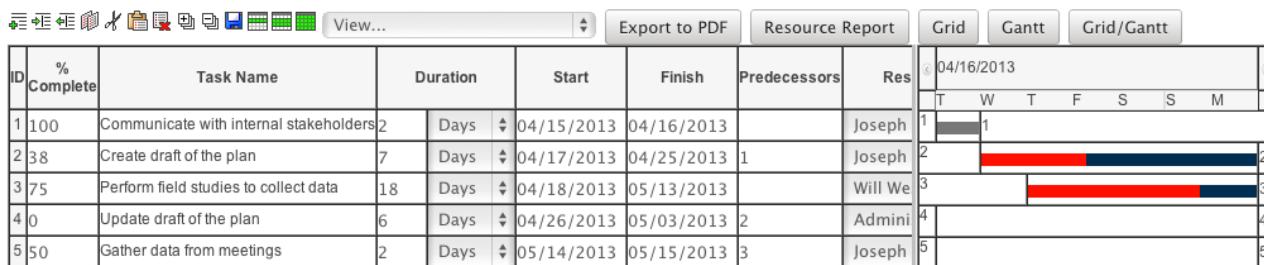 View... Export to PDF Resource Report Grid Gantt Grid/Gantt
ID % Complete Task Name Duration Start Finish Predecessors Res 04/16/2013
T W T F S S M
1 100 Communicate with internal stakeholders 2 Days 04/15/2013 04/16/2013 Joseph 1 1
2 38 Create draft of the plan 7 Days 04/17/2013 04/25/2013 1 Joseph 2 2
3 75 Perform field studies to collect data 18 Days 04/18/2013 05/13/2013 Will We 3 3
4 0 Update draft of the plan 6 Days 04/26/2013 05/03/2013 2 Admini 4 4
5 50 Gather data from meetings 2 Days 05/14/2013 05/15/2013 3 Joseph 5 5